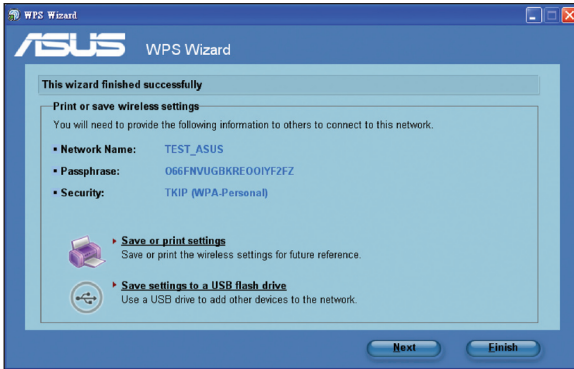 WPS Wizard
ASUS WPS Wizard
This wizard finished successfully
Print or save wireless settings
You will need to provide the following information to others to connect to this network.
▪ Network Name: TEST_ASUS
▪ Passphrase: O66FNVUGBKREOOIYF2FZ
▪ Security: TKIP (WPA-Personal)
Save or print settings
Save or print the wireless settings for future reference.
Save settings to a USB flash drive
Use a USB drive to add other devices to the network.
Next Finish